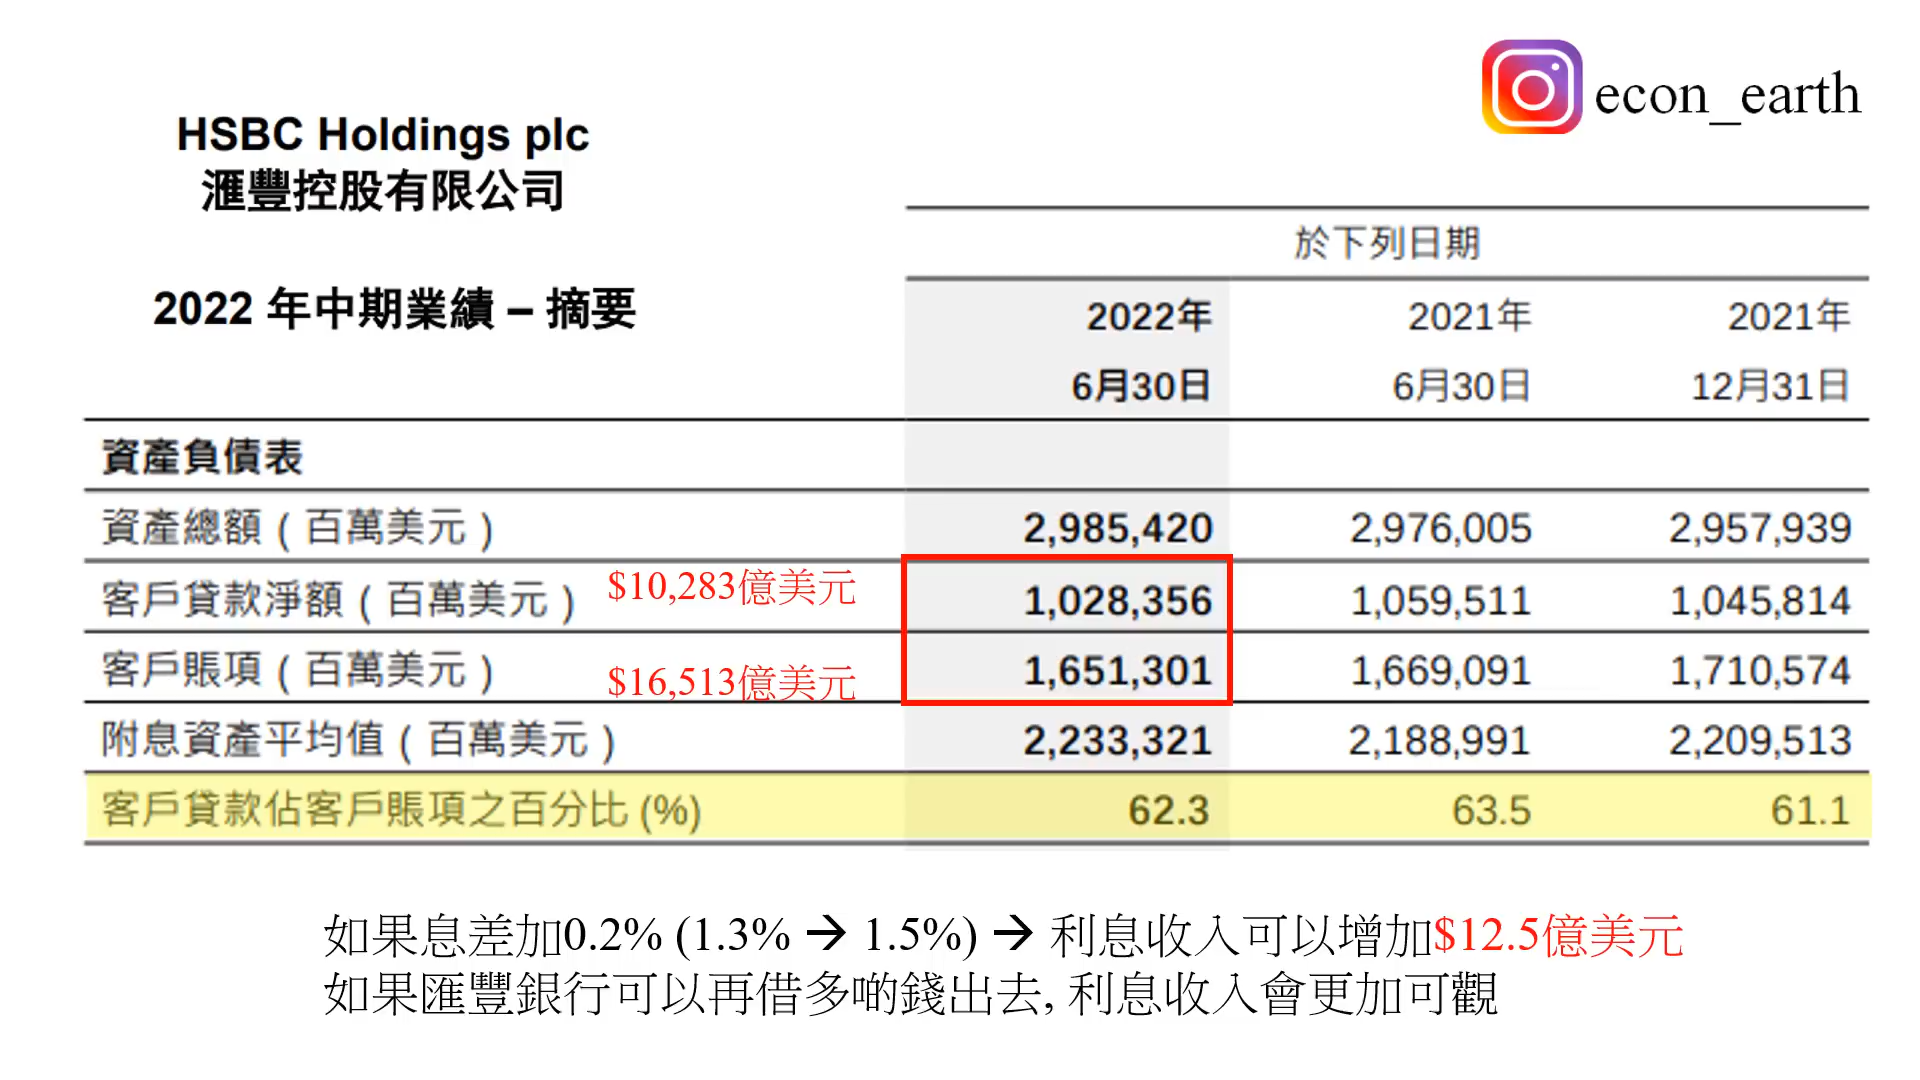 econ_earth
HSBC Holdings plc
滙豐控股有限公司
2022 年中期業績 – 摘要
於下列日期
2022年 2021年 2021年
6月30日 6月30日 12月31日
資產負債表
資產總額 ( 百萬美元 ) 2,985,420 2,976,005 2,957,939
客戶貸款淨額 ( 百萬美元 ) $10,283億美元 1,028,356 1,059,511 1,045,814
客戶賬項 ( 百萬美元 ) $16,513億美元 1,651,301 1,669,091 1,710,574
附息資產平均值 ( 百萬美元 ) 2,233,321 2,188,991 2,209,513
客戶貸款佔客戶賬項之百分比 (%) 62.3 63.5 61.1
如果息差加0.2% (1.3% → 1.5%) → 利息收入可以增加$12.5億美元
如果匯豐銀行可以再借多啲錢出去, 利息收入會更加可觀